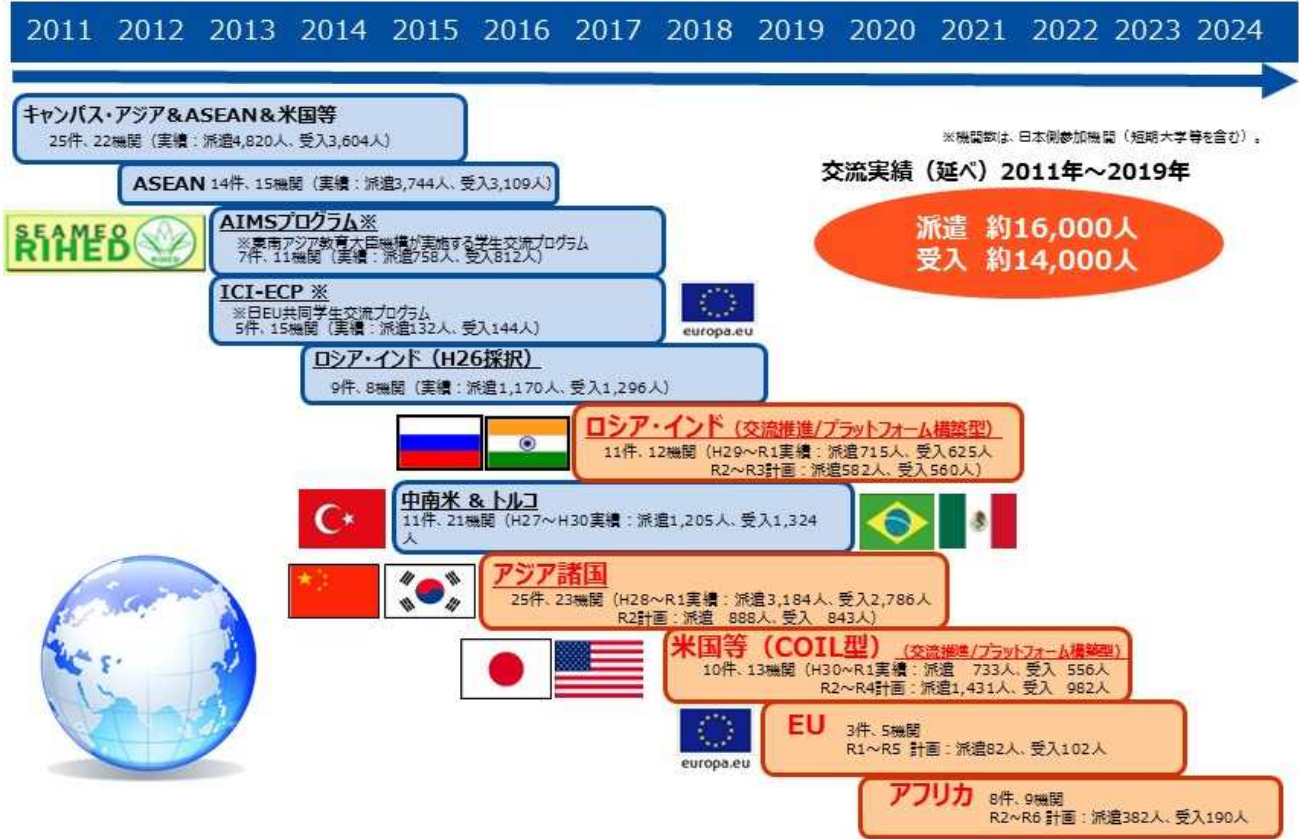 2011 2012 2013 2014 2015 2016 2017 2018 2019 2020 2021 2022 2023 2024
キャンパス・アジア&ASEAN&米国等
25件、22機関（実績：派遣4,820人、受入3,604人）
※機関数は、日本側参加機関（短期大学等を含む）。
ASEAN 14件、15機関（実績：派遣3,744人、受入3,109人）
交流実績（延べ）2011年～2019年
派遣 約16,000人
受入 約14,000人
SEAMEO
RIHED
RIHED
AIMSプログラム※
※東南アジア教育大臣機構が実施する学生交流プログラム
7件、11機関（実績：派遣758人、受入812人）
ICI-ECP ※
※日EU共同学生交流プログラム
5件、15機関（実績：派遣132人、受入144人）
europa.eu
ロシア・インド（H26採択）
9件、8機関（実績：派遣1,170人、受入1,296人）
ロシア・インド（交流推進/プラットフォーム構築型）
11件、12機関（H29～R1実績：派遣715人、受入625人
R2～R3計画：派遣582人、受入560人）
中南米 & トルコ
11件、21機関（H27～H30実績：派遣1,205人、受入1,324
人
アジア諸国
25件、23機関（H28～R1実績：派遣3,184人、受入2,786人
R2計画：派遣 888人、受入 843人）
米国等（COIL型）（交流推進/プラットフォーム構築型）
10件、13機関（H30～R1実績：派遣 733人、受入 556人
R2～R4計画：派遣1,431人、受入 982人
europa.eu
EU 3件、5機関
R1～R5 計画：派遣82人、受入102人
アフリカ 8件、9機関
R2～R6 計画：派遣382人、受入190人